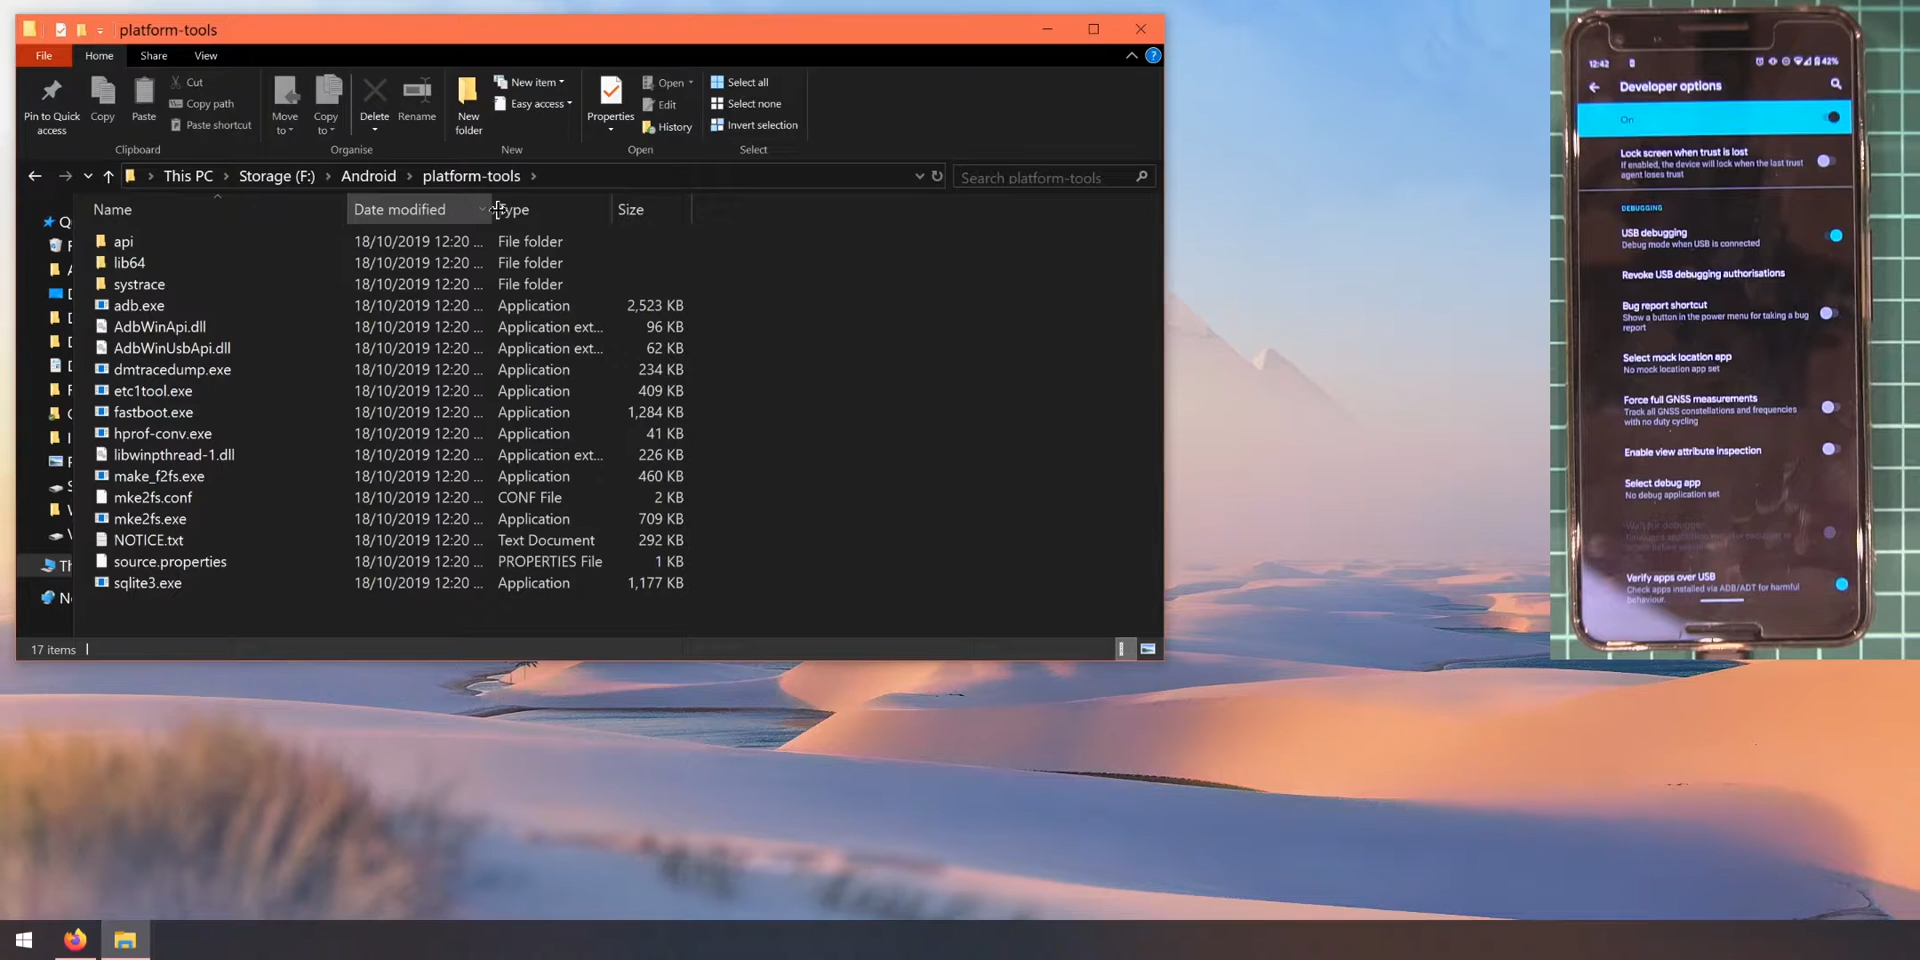 platform-tools
File Home Share View
Pin to Quick access
Copy
Paste
Cut
Copy path
Paste shortcut
Clipboard
Move to
Copy to
Delete
Rename
Organise
New folder
New item
Easy access
New
Properties
Open
Edit
History
Open
Select all
Select none
Invert selection
Select
This PC > Storage (F:) > Android > platform-tools >
Search platform-tools
Name Date modified Type Size
api 18/10/2019 12:20 ... File folder
lib64 18/10/2019 12:20 ... File folder
systrace 18/10/2019 12:20 ... File folder
adb.exe 18/10/2019 12:20 ... Application 2,523 KB
AdbWinApi.dll 18/10/2019 12:20 ... Application ext... 96 KB
AdbWinUsbApi.dll 18/10/2019 12:20 ... Application ext... 62 KB
dmtracedump.exe 18/10/2019 12:20 ... Application 234 KB
etc1tool.exe 18/10/2019 12:20 ... Application 409 KB
fastboot.exe 18/10/2019 12:20 ... Application 1,284 KB
hprof-conv.exe 18/10/2019 12:20 ... Application 41 KB
libwinpthread-1.dll 18/10/2019 12:20 ... Application ext... 226 KB
make_f2fs.exe 18/10/2019 12:20 ... Application 460 KB
mke2fs.conf 18/10/2019 12:20 ... CONF File 2 KB
mke2fs.exe 18/10/2019 12:20 ... Application 709 KB
NOTICE.txt 18/10/2019 12:20 ... Text Document 292 KB
source.properties 18/10/2019 12:20 ... PROPERTIES File 1 KB
sqlite3.exe 18/10/2019 12:20 ... Application 1,177 KB
17 items
12:42 42%
Developer options
On
Lock screen when trust is lost
If enabled, the device will lock when the last trust
agent loses trust
DEBUGGING
USB debugging
Debug mode when USB is connected
Revoke USB debugging authorisations
Bug report shortcut
Show a button in the power menu for taking a bug
report
Select mock location app
No mock location app set
Force full GNSS measurements
Track all GNSS constellations and frequencies
with no duty cycling
Enable view attribute inspection
Select debug app
No debug application set
Wait for debugger
Verify apps over USB
Check apps installed via ADB/ADT for harmful
behaviour.